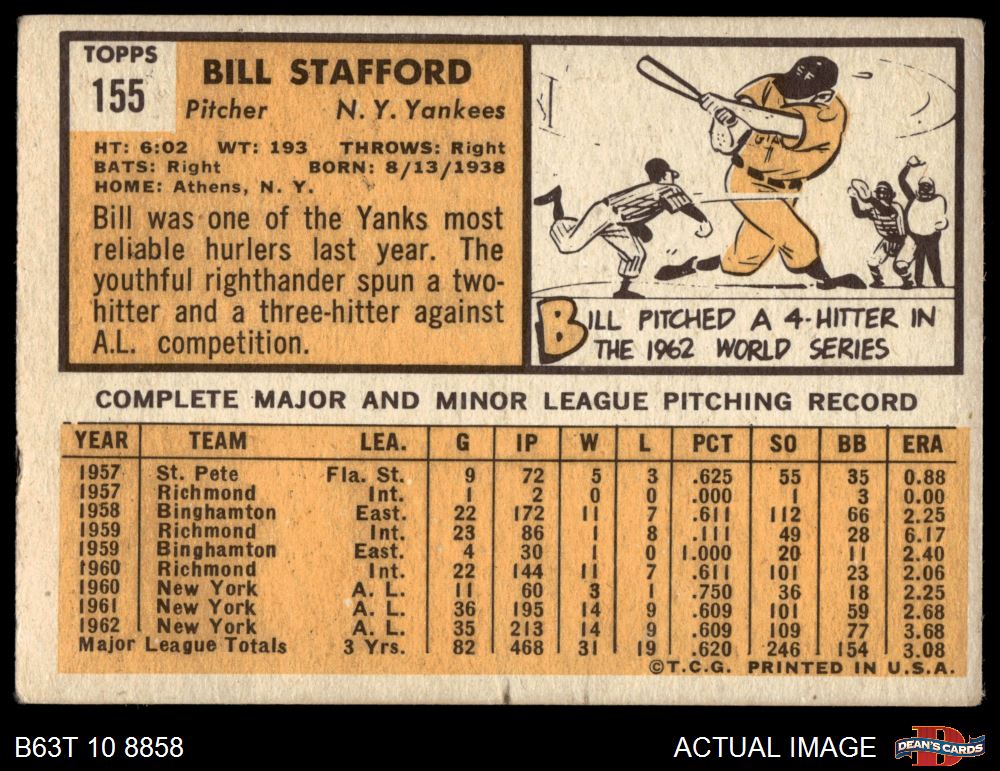 TOPPS
155
BILL STAFFORD
Pitcher N. Y. Yankees
HT: 6:02 WT: 193 THROWS: Right
BATS: Right BORN: 8/13/1938
HOME: Athens, N. Y.
Bill was one of the Yanks most
reliable hurlers last year. The
youthful righthander spun a two-
hitter and a three-hitter against
A.L. competition.
BILL PITCHED A 4-HITTER IN
THE 1962 WORLD SERIES
COMPLETE MAJOR AND MINOR LEAGUE PITCHING RECORD
YEAR TEAM LEA. G IP W L PCT SO BB ERA
1957 St. Pete Fla. St. 9 72 5 3 .625 55 35 0.88
1957 Richmond Int. 1 2 0 0 .000 1 3 0.00
1958 Binghamton East. 22 172 11 7 .611 112 66 2.25
1959 Richmond Int. 23 86 1 8 .111 49 28 6.17
1959 Binghamton East. 4 30 1 0 1.000 20 11 2.40
1960 Richmond Int. 22 144 11 7 .611 101 23 2.06
1960 New York A. L. 11 60 3 1 .750 36 18 2.25
1961 New York A. L. 36 195 14 9 .609 101 59 2.68
1962 New York A. L. 35 213 14 9 .609 109 77 3.68
Major League Totals 3 Yrs. 82 468 31 19 .620 246 154 3.08
©T.C.G. PRINTED IN U.S.A.
B63T 10 8858
ACTUAL IMAGE
DEAN'S CARDS